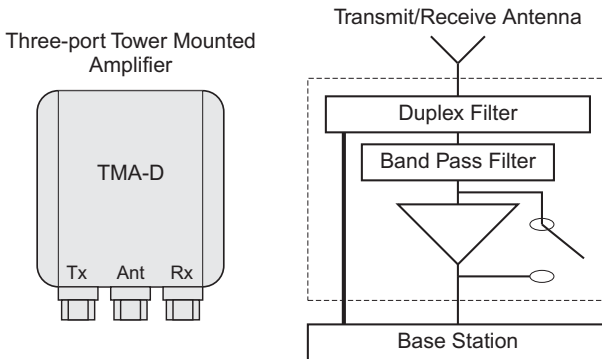 Three-port Tower Mounted
Amplifier
TMA-D
Tx Ant Rx
Transmit/Receive Antenna
Duplex Filter
Band Pass Filter
Base Station